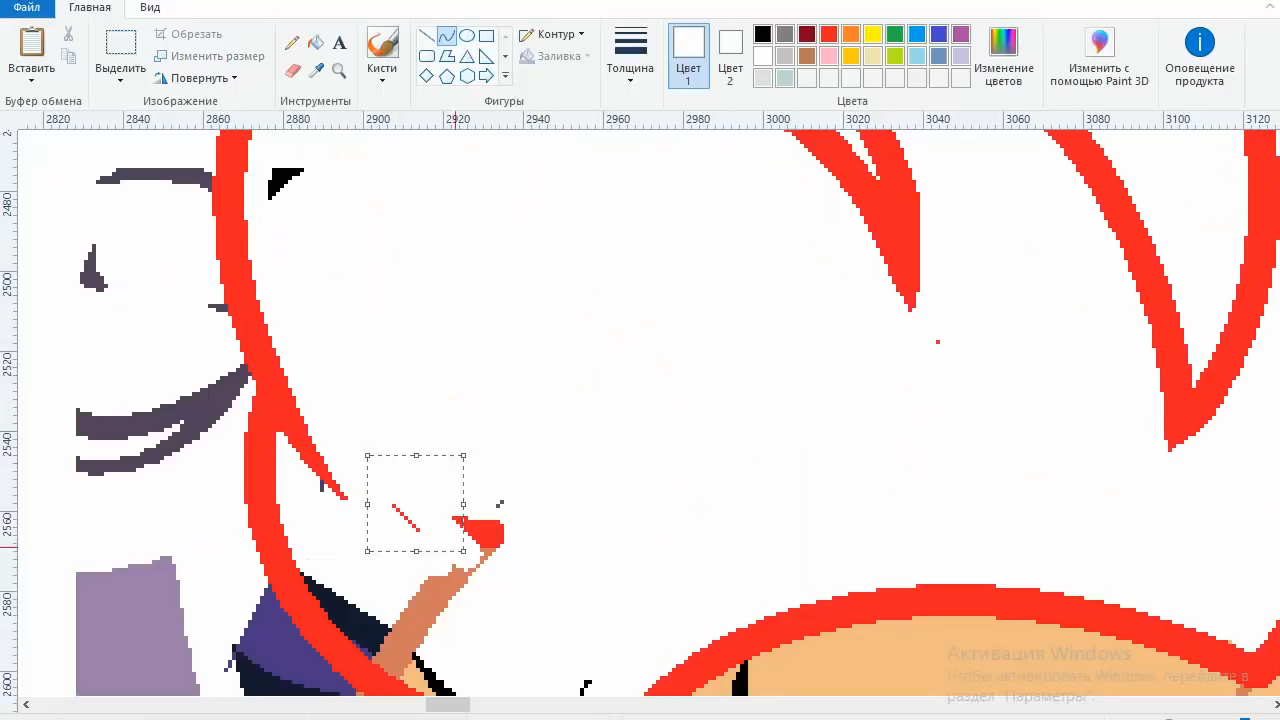 Файл Главная Вид
Вставить
Буфер обмена
Выделить
Обрезать
Изменить размер
Повернуть
Изображение
A
Инструменты
Кисти
Контур
Заливка
Фигуры
Толщина
Цвет
1
Цвет
2
Цвета
Изменение
цветов
Изменить с
помощью Paint 3D
Оповещение
продукта
2820 2840 2860 2880 2900 2920 2940 2960 2980 3000 3020 3040 3060 3080 3100 3120
2480
2500
2520
2540
2560
2580
2600
Активация Windows
Чтобы активировать Windows, перейдите в
раздел "Параметры".